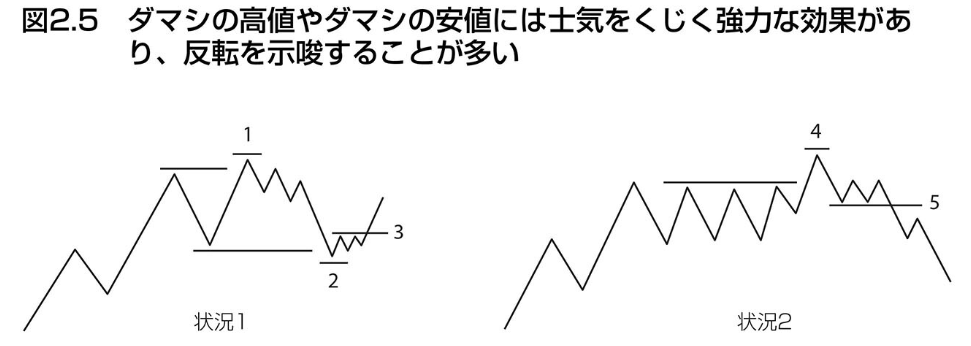 図2.5 ダマシの高値やダマシの安値には士気をくじく強力な効果があ
り、反転を示唆することが多い
1
4
3
5
2
状況1
状況2